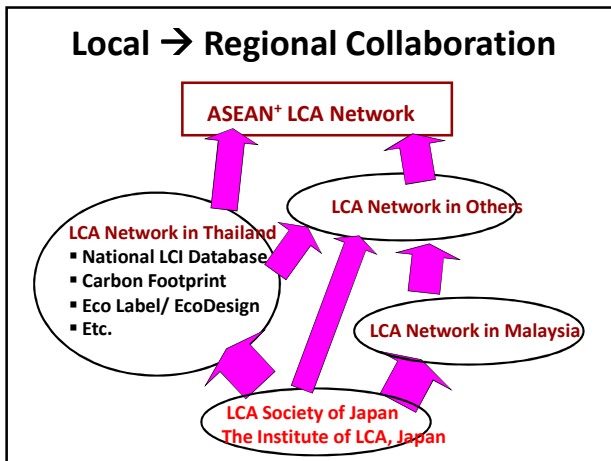 Local → Regional Collaboration
ASEAN⁺ LCA Network
LCA Network in Others
LCA Network in Thailand
▪ National LCI Database
▪ Carbon Footprint
▪ Eco Label/ EcoDesign
▪ Etc.
LCA Network in Malaysia
LCA Society of Japan
The Institute of LCA, Japan